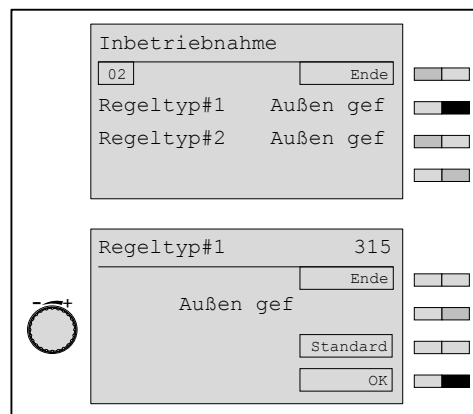 Inbetriebnahme
02 Ende
Regeltyp#1 Außen gef
Regeltyp#2 Außen gef
Regeltyp#1 315
Ende
- +
Außen gef
Standard
OK